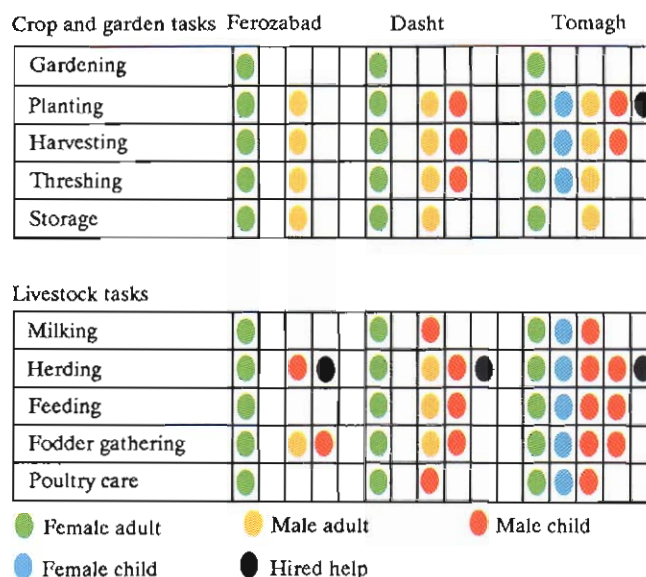 Crop and garden tasks Ferozabad Dasht Tomagh
Gardening
Planting
Harvesting
Threshing
Storage
Livestock tasks
Milking
Herding
Feeding
Fodder gathering
Poultry care
Female adult Male adult Male child
Female child Hired help